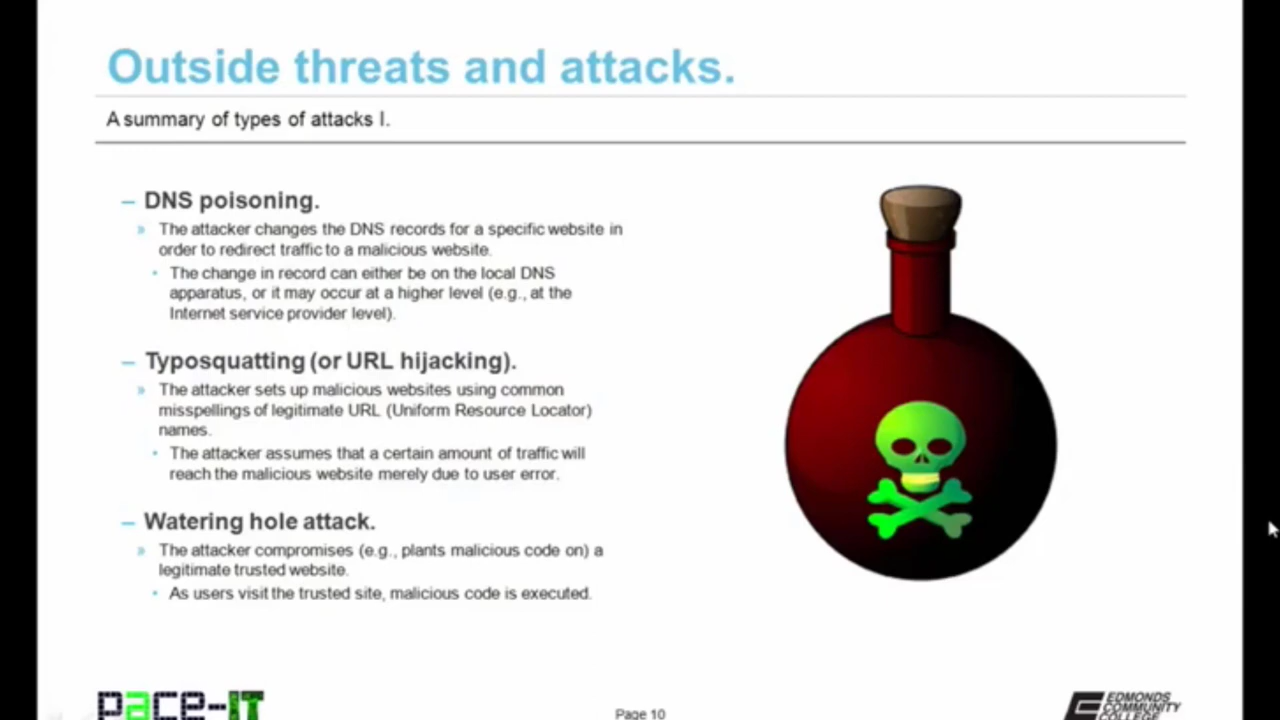 Outside threats and attacks.
A summary of types of attacks I.
– DNS poisoning.
» The attacker changes the DNS records for a specific website in
order to redirect traffic to a malicious website.
• The change in record can either be on the local DNS
apparatus, or it may occur at a higher level (e.g., at the
Internet service provider level).
– Typosquatting (or URL hijacking).
» The attacker sets up malicious websites using common
misspellings of legitimate URL (Uniform Resource Locator)
names.
• The attacker assumes that a certain amount of traffic will
reach the malicious website merely due to user error.
– Watering hole attack.
» The attacker compromises (e.g., plants malicious code on) a
legitimate trusted website.
• As users visit the trusted site, malicious code is executed.
pace-IT
Page 10
EDMONDS
COMMUNITY
COLLEGE